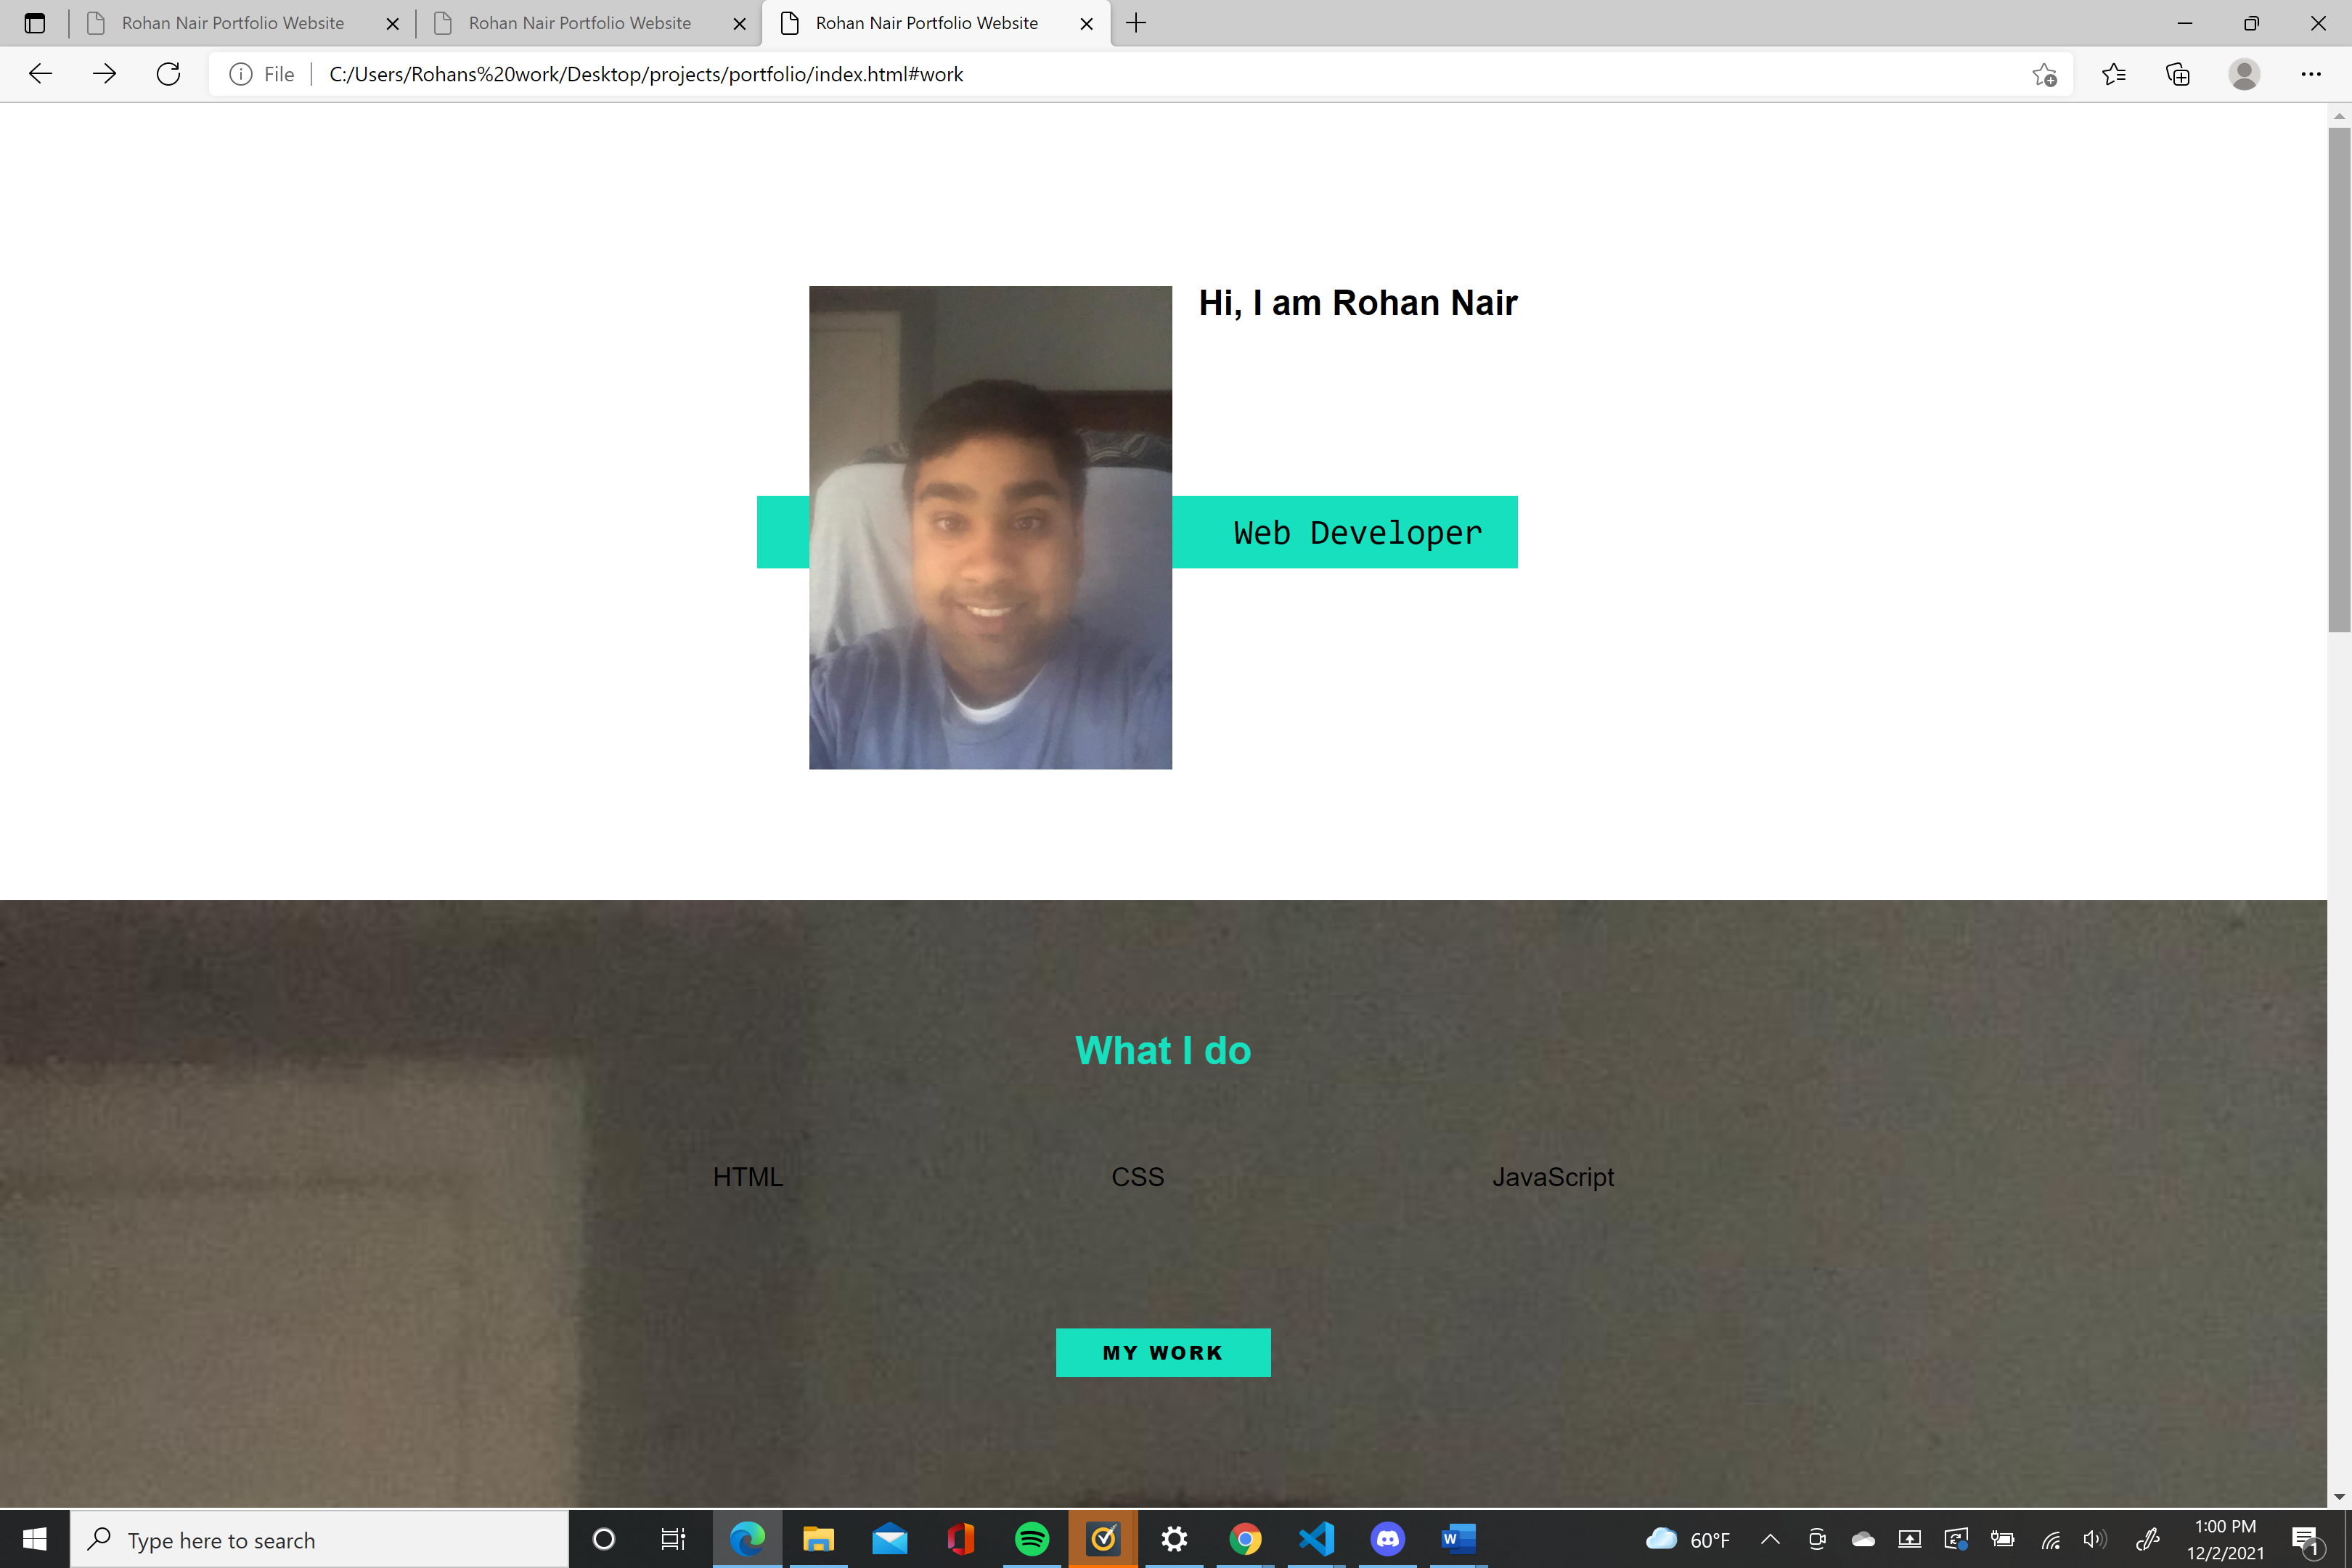 Rohan Nair Portfolio Website
Rohan Nair Portfolio Website
Rohan Nair Portfolio Website
File
C:/Users/Rohans%20work/Desktop/projects/portfolio/index.html#work
Hi, I am Rohan Nair
Web Developer
What I do
HTML CSS JavaScript
MY WORK
Type here to search
W
60°F
1:00 PM
12/2/2021
1